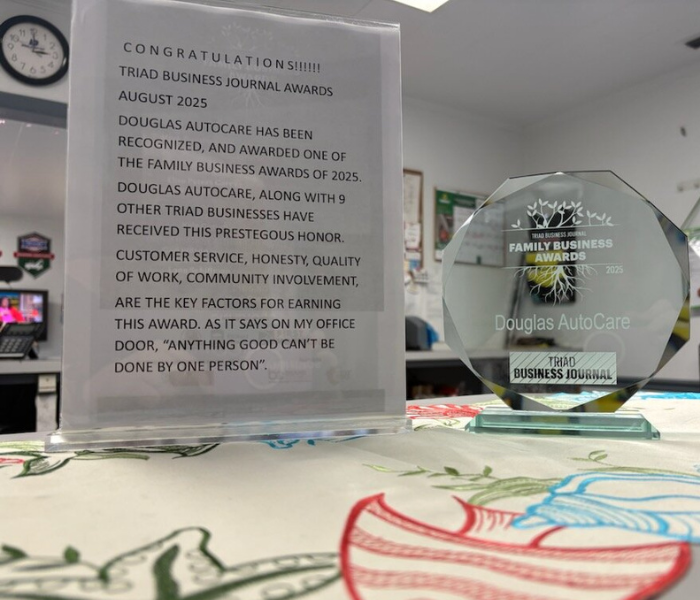 CONGRATULATIONS!!!!!!
TRIAD BUSINESS JOURNAL AWARDS
AUGUST 2025
DOUGLAS AUTOCARE HAS BEEN
RECOGNIZED, AND AWARDED ONE OF
THE FAMILY BUSINESS AWARDS OF 2025.
DOUGLAS AUTOCARE, ALONG WITH 9
OTHER TRIAD BUSINESSES HAVE
RECEIVED THIS PRESTEGOUS HONOR.
CUSTOMER SERVICE, HONESTY, QUALITY
OF WORK, COMMUNITY INVOLVEMENT,
ARE THE KEY FACTORS FOR EARNING
THIS AWARD. AS IT SAYS ON MY OFFICE
DOOR, “ANYTHING GOOD CAN’T BE
DONE BY ONE PERSON”.
TRIAD BUSINESS JOURNAL
FAMILY BUSINESS
AWARDS
2025
Douglas AutoCare
TRIAD
BUSINESS JOURNAL